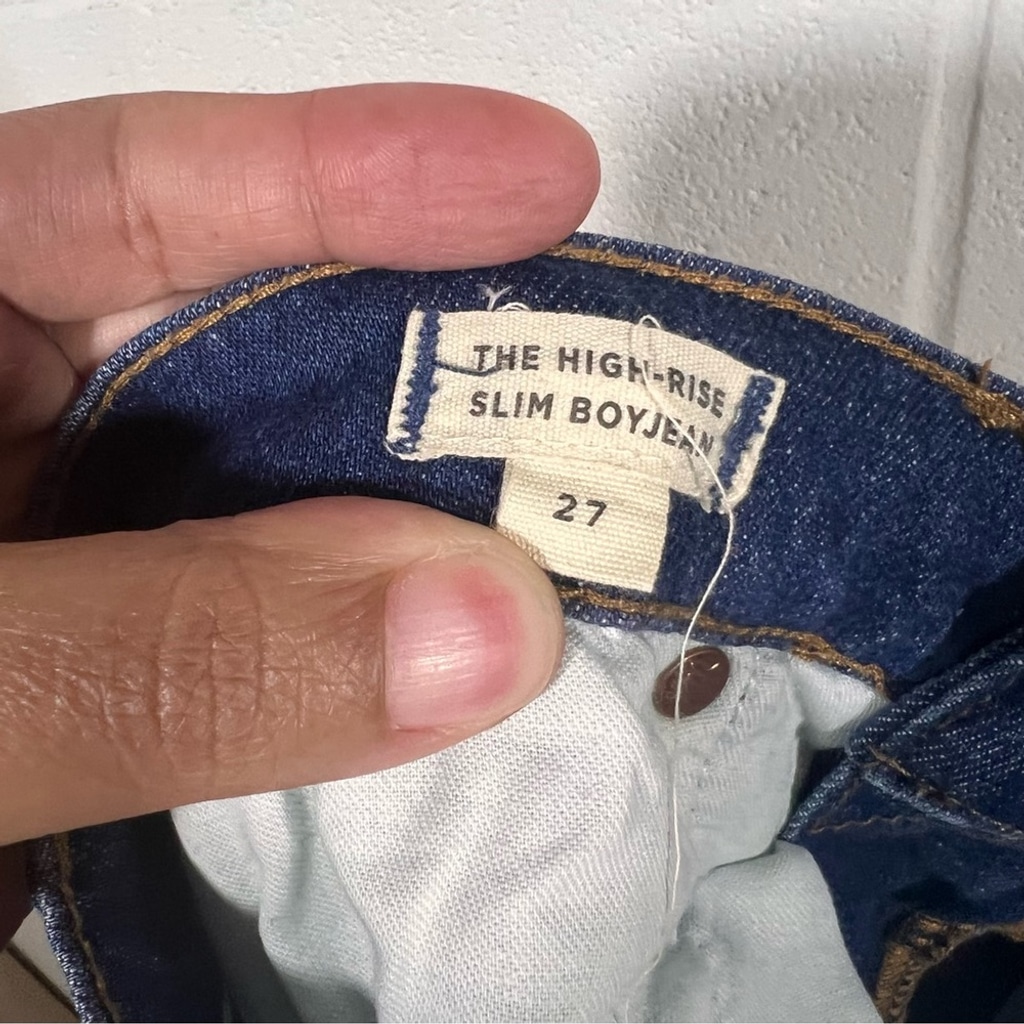 THE HIGH-RISE
SLIM BOYJEAN
27